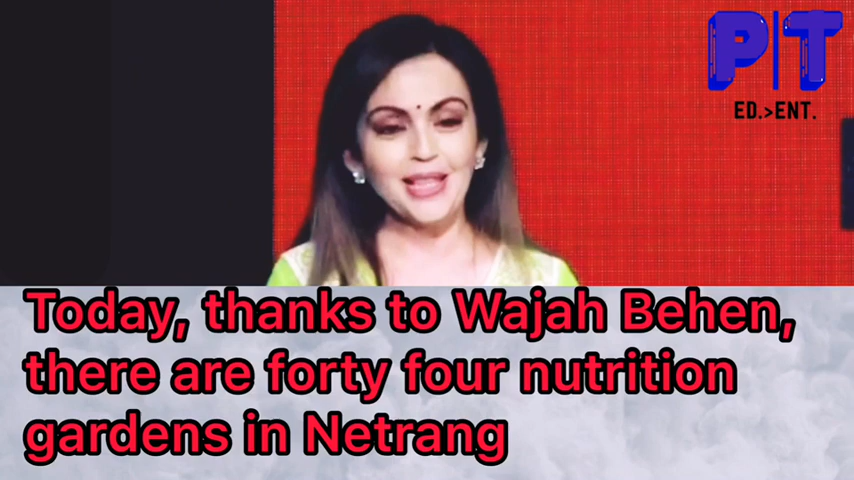 P|T
ED.>ENT.
Today, thanks to Wajah Behen,
there are forty four nutrition
gardens in Netrang